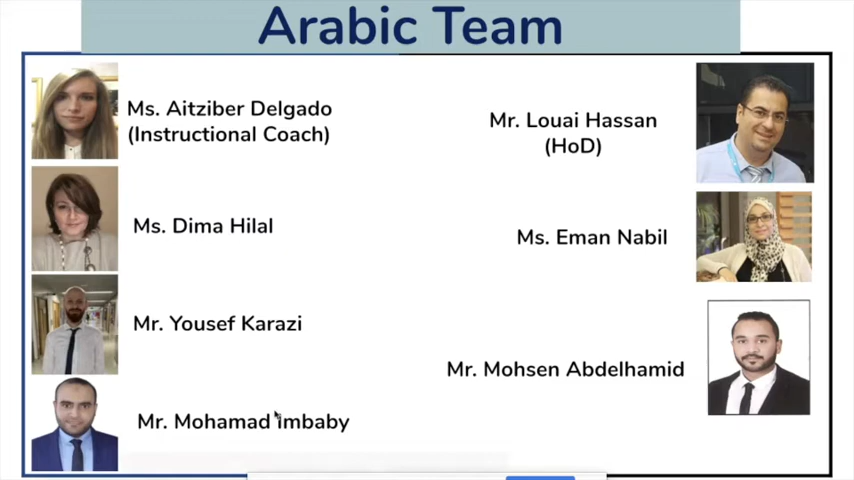 Arabic Team
Ms. Aitziber Delgado
(Instructional Coach)
Mr. Louai Hassan
(HoD)
Ms. Dima Hilal
Ms. Eman Nabil
Mr. Yousef Karazi
Mr. Mohsen Abdelhamid
Mr. Mohamad Imbaby